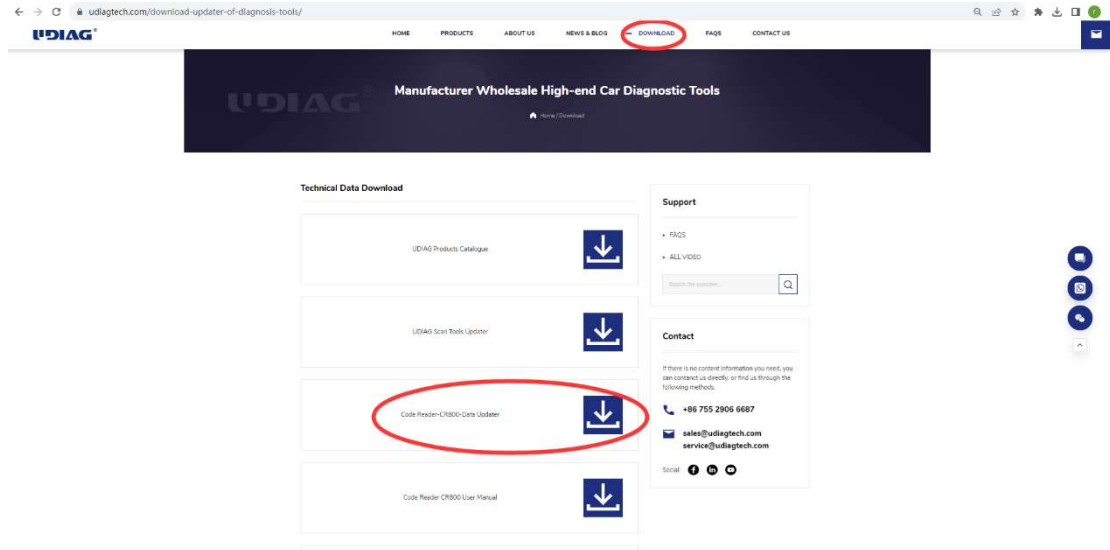 udiagtech.com/download-updater-of-diagnosis-tools/
UDIAG®
HOME PRODUCTS ABOUT US NEWS & BLOG DOWNLOAD FAQS CONTACT US
UDIAG®
Manufacturer Wholesale High-end Car Diagnostic Tools
Home / Download
Technical Data Download
UDIAG Products Catalogue
UDIAG Scan Tools Updater
Code Reader-CR800-Data Updater
Code Reader CR800 User Manual
Support
FAQS
ALL VIDEO
Search the question...
Contact
If there is no content information you need, you
can contanct us directly, or find us through the
following methods.
+86 755 2906 6687
sales@udiagtech.com
service@udiagtech.com
Social: